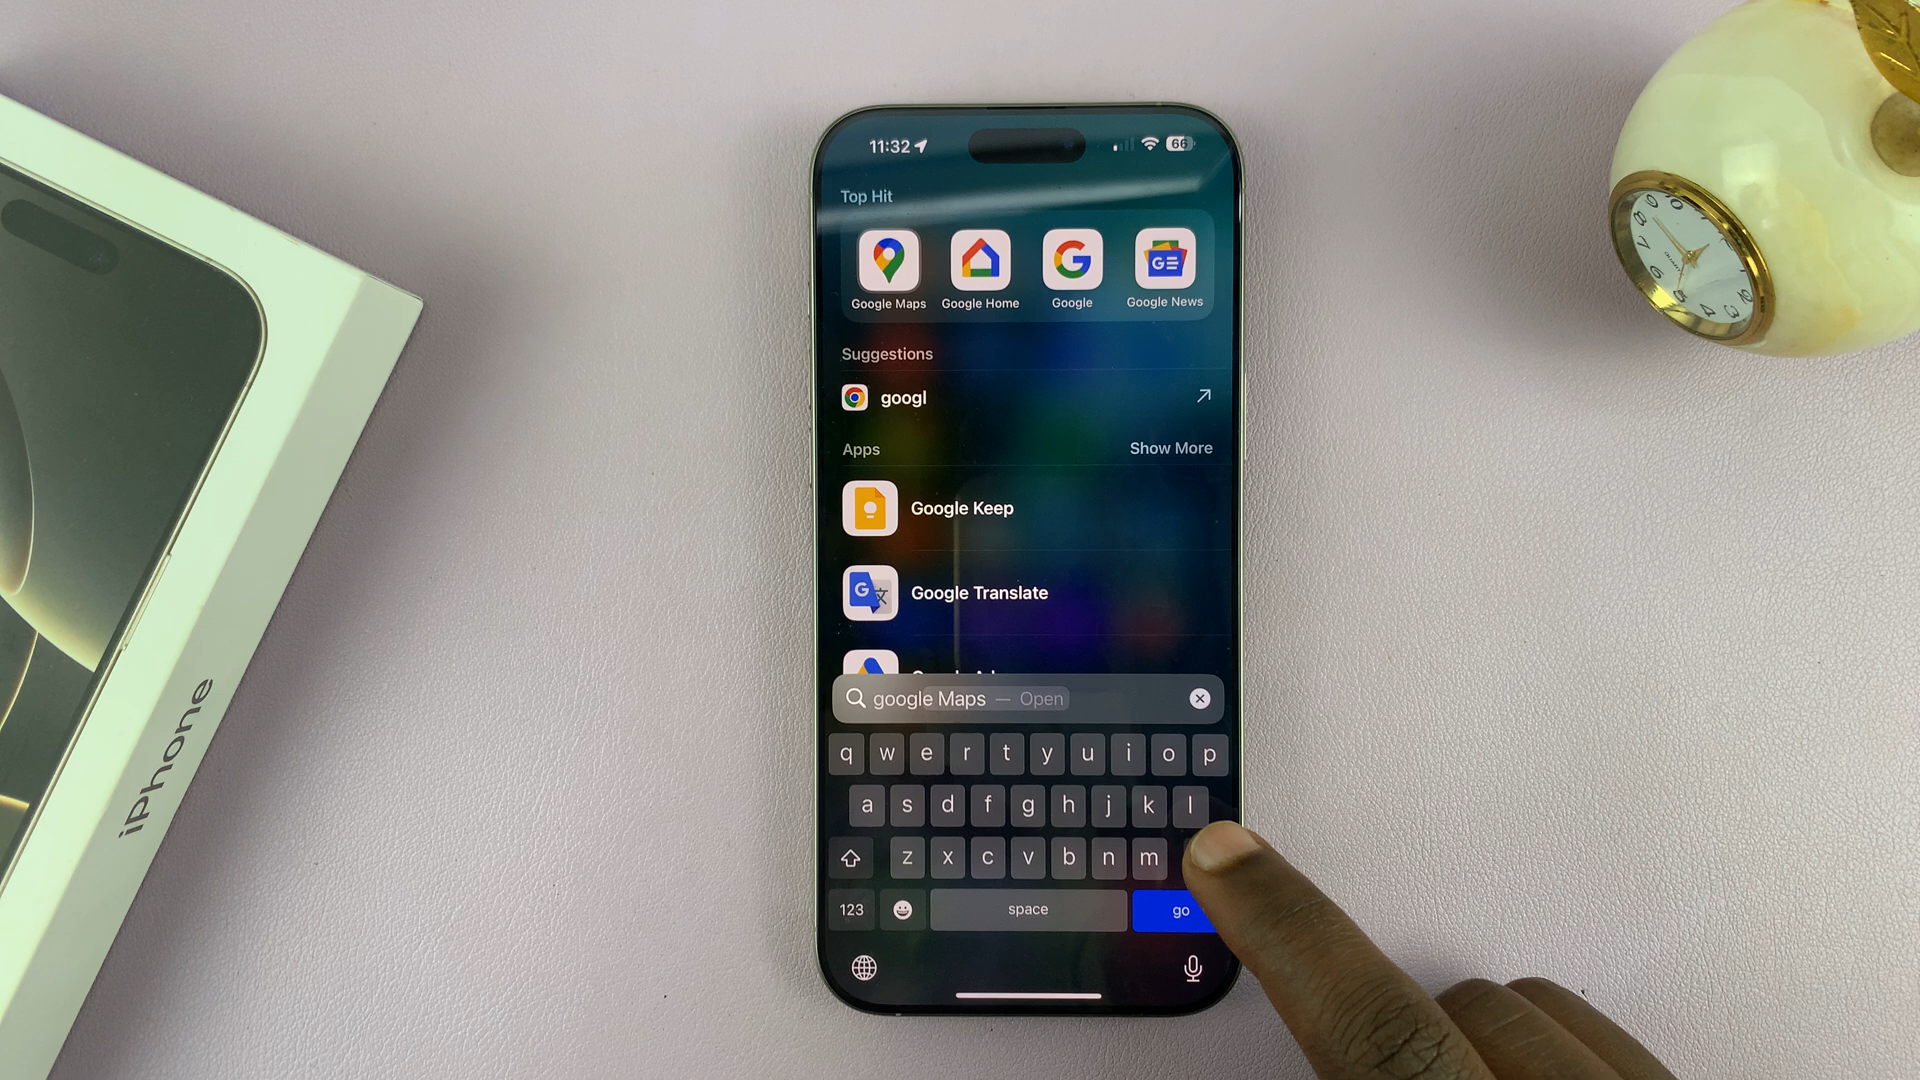 11:32
66
Top Hit
Google Maps
Google Home
Google
Google News
Suggestions
googl
Apps
Show More
Google Keep
Google Translate
google Maps — Open
q w e r t y u i o p
a s d f g h j k l
z x c v b n m
123
space
go
iPhone